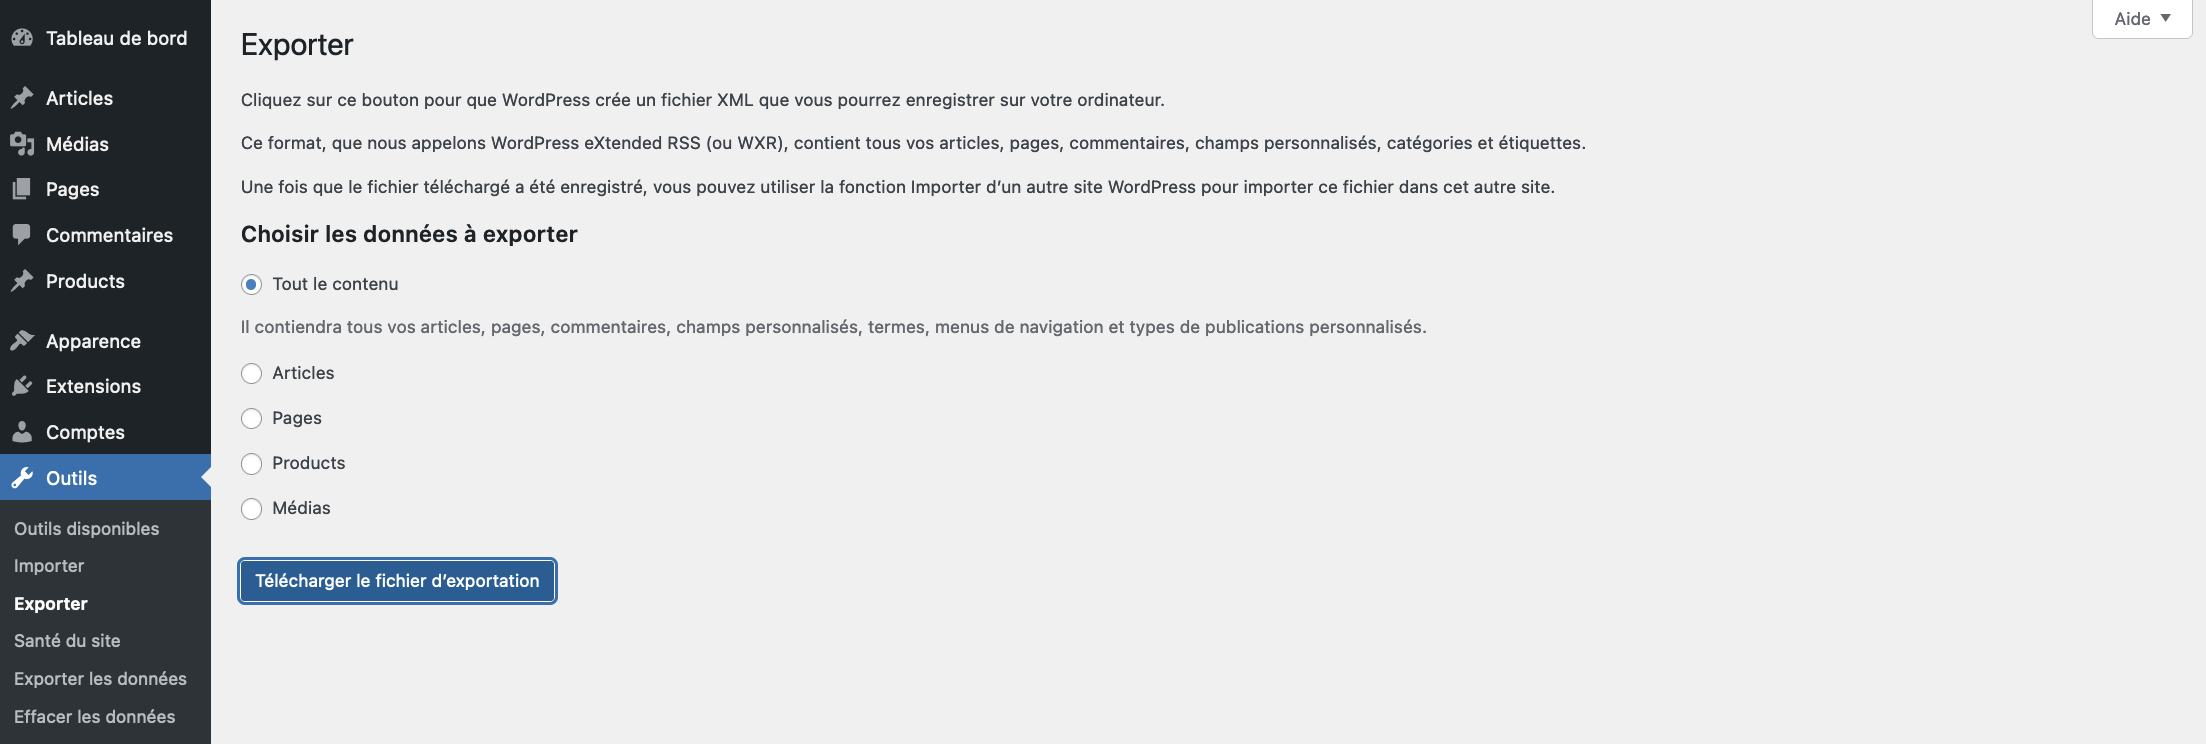 Tableau de bord
Articles
Médias
Pages
Commentaires
Products
Apparence
Extensions
Comptes
Outils
Outils disponibles
Importer
Exporter
Santé du site
Exporter les données
Effacer les données
Aide
Exporter
Cliquez sur ce bouton pour que WordPress crée un fichier XML que vous pourrez enregistrer sur votre ordinateur.
Ce format, que nous appelons WordPress eXtended RSS (ou WXR), contient tous vos articles, pages, commentaires, champs personnalisés, catégories et étiquettes.
Une fois que le fichier téléchargé a été enregistré, vous pouvez utiliser la fonction Importer d’un autre site WordPress pour importer ce fichier dans cet autre site.
Choisir les données à exporter
Tout le contenu
Il contiendra tous vos articles, pages, commentaires, champs personnalisés, termes, menus de navigation et types de publications personnalisés.
Articles
Pages
Products
Médias
Télécharger le fichier d’exportation